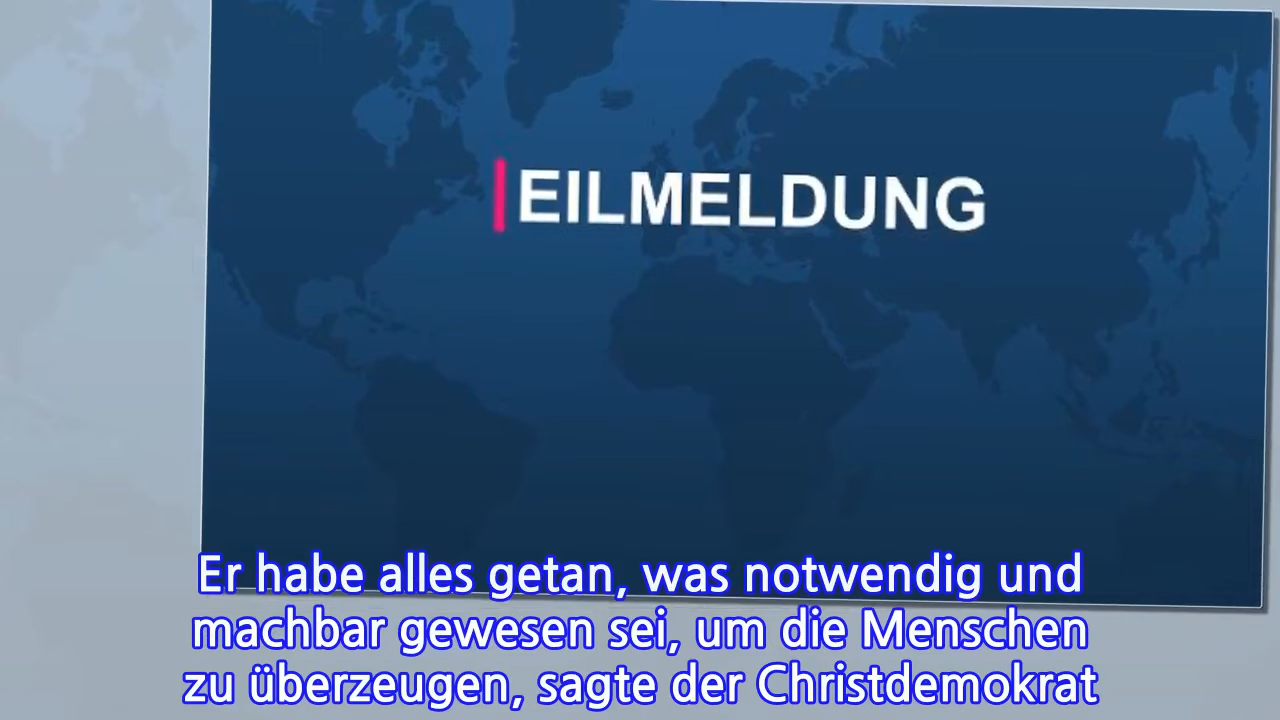 EILMELDUNG
Er habe alles getan, was notwendig und
machbar gewesen sei, um die Menschen
zu überzeugen, sagte der Christdemokrat